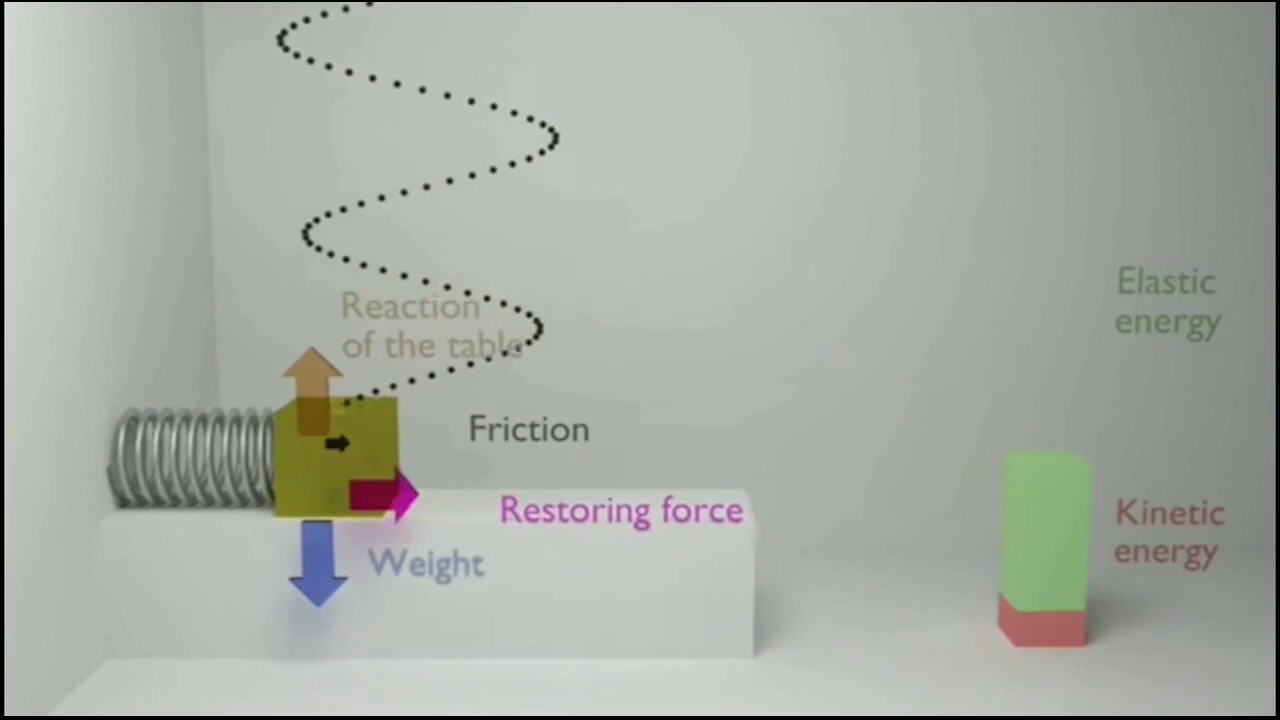 Reaction
of the table
Elastic
energy
Friction
Restoring force
Kinetic
energy
Weight